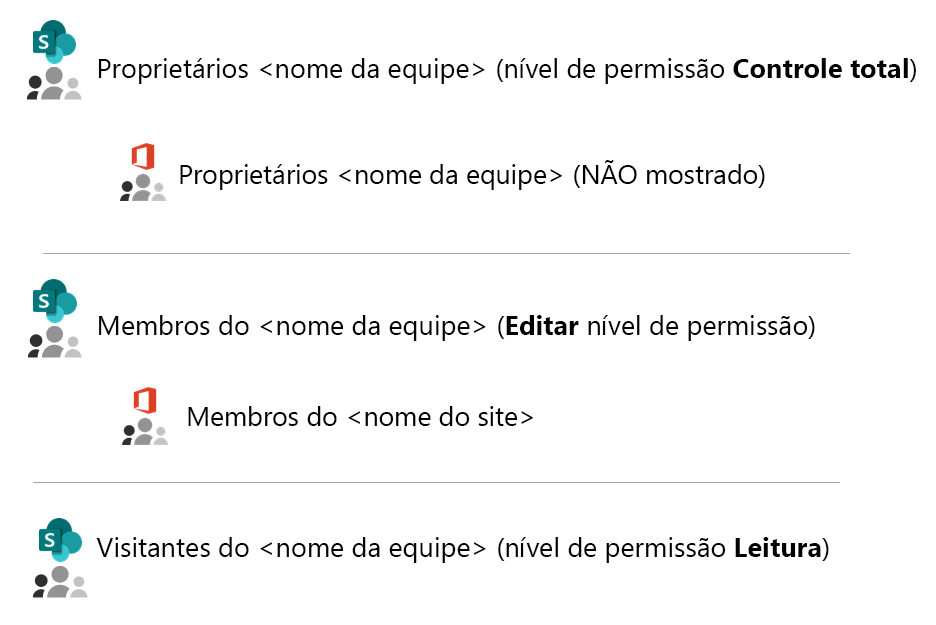 S
Proprietários <nome da equipe> (nível de permissão Controle total)
Proprietários <nome da equipe> (NÃO mostrado)
S
Membros do <nome da equipe> (Editar nível de permissão)
Membros do <nome do site>
S
Visitantes do <nome da equipe> (nível de permissão Leitura)